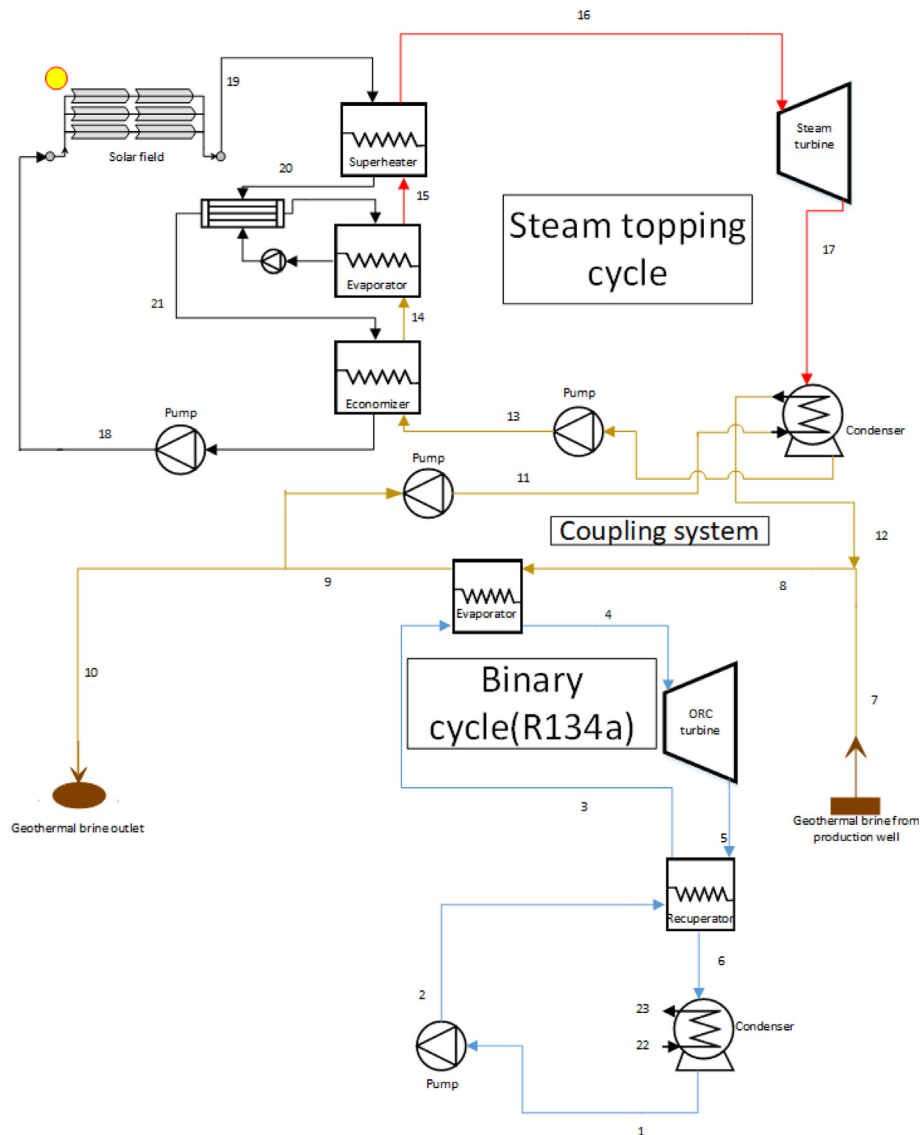 16
19
Solar field
Superheater
Steam
turbine
20
15
Steam topping
cycle
17
Evaporator
21
14
Economizer
Pump
Pump
13
18
Condenser
Pump
11
Coupling system
12
9
8
Evaporator
4
10
Binary
cycle(R134a)
ORC
turbine
7
3
5
Geothermal brine outlet
Geothermal brine from
production well
Recuperator
6
2
23
22
Condenser
Pump
1